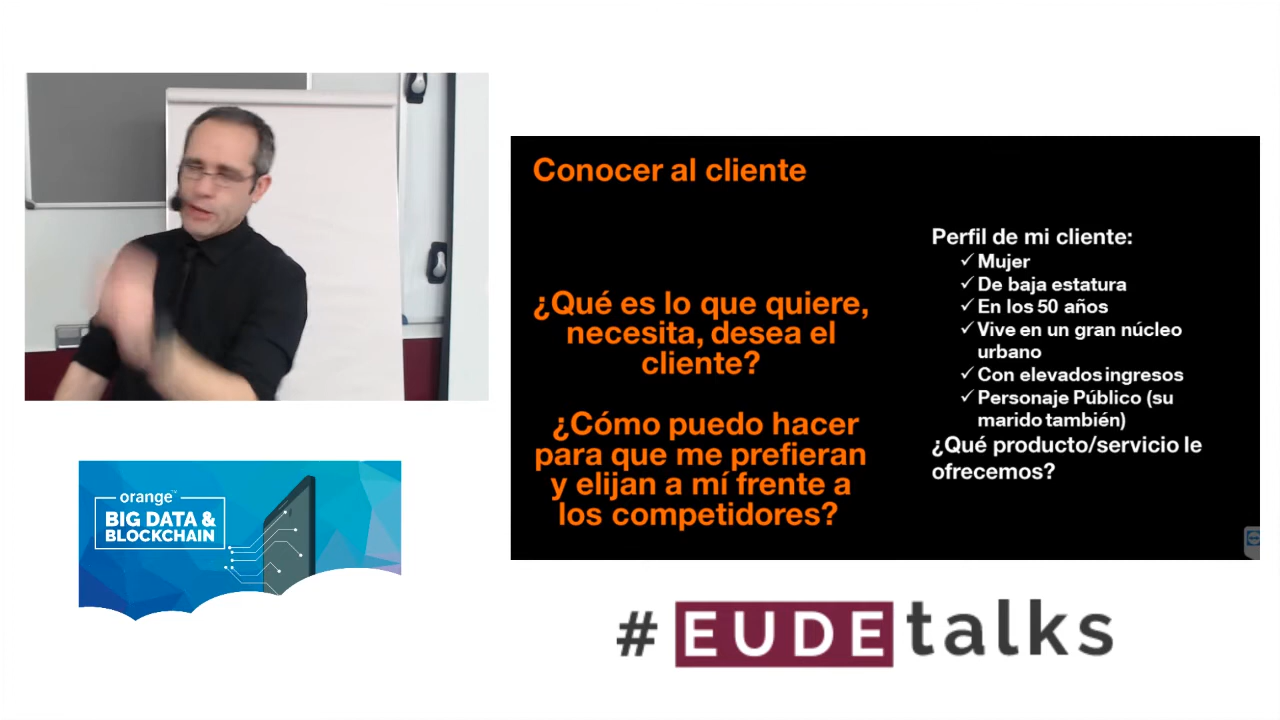 Conocer al cliente
¿Qué es lo que quiere,
necesita, desea el
cliente?
¿Cómo puedo hacer
para que me prefieran
y elijan a mí frente a
los competidores?
Perfil de mi cliente:
✓ Mujer
✓ De baja estatura
✓ En los 50 años
✓ Vive en un gran núcleo
urbano
✓ Con elevados ingresos
✓ Personaje Público (su
marido también)
¿Qué producto/servicio le
ofrecemos?
orange™
BIG DATA &
BLOCKCHAIN
#EUDEtalks